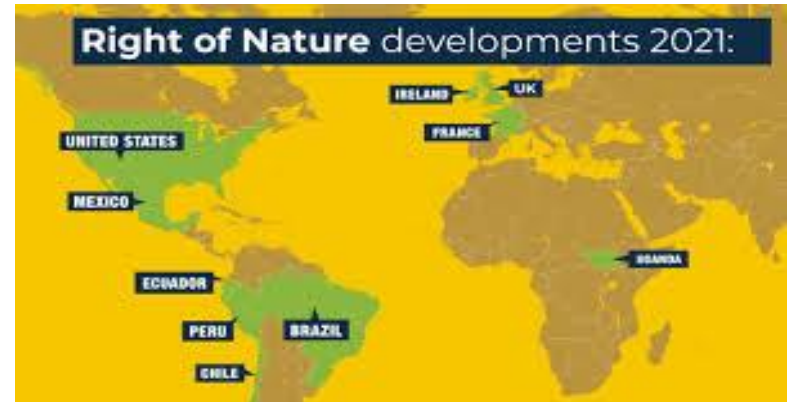 Right of Nature developments 2021:
IRELAND
UK
FRANCE
UNITED STATES
MEXICO
UGANDA
ECUADOR
PERU
BRAZIL
CHILE